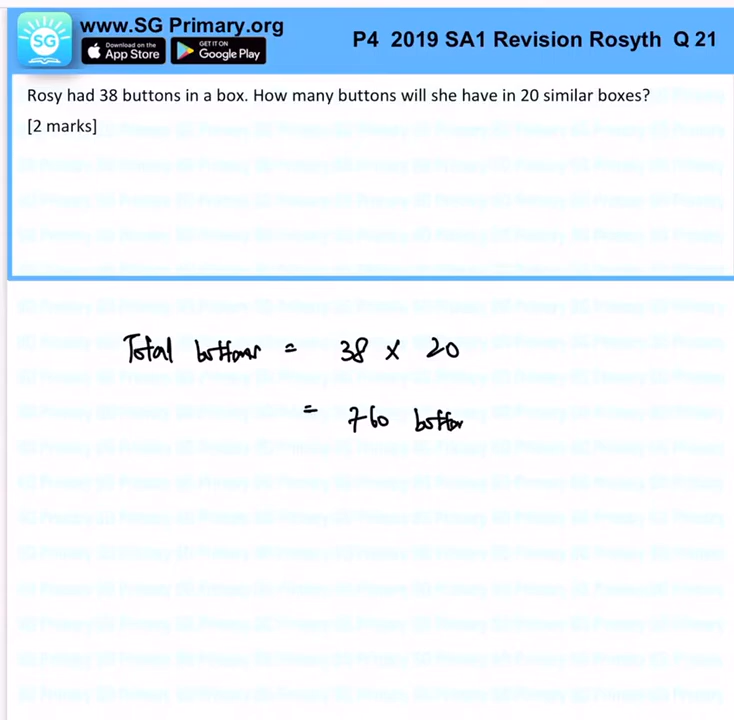 www.SG Primary.org
SG
Download on the
App Store
GET IT ON
Google Play
P4 2019 SA1 Revision Rosyth Q 21
Rosy had 38 buttons in a box. How many buttons will she have in 20 similar boxes?
[2 marks]
Total = 38 x 20
= 760